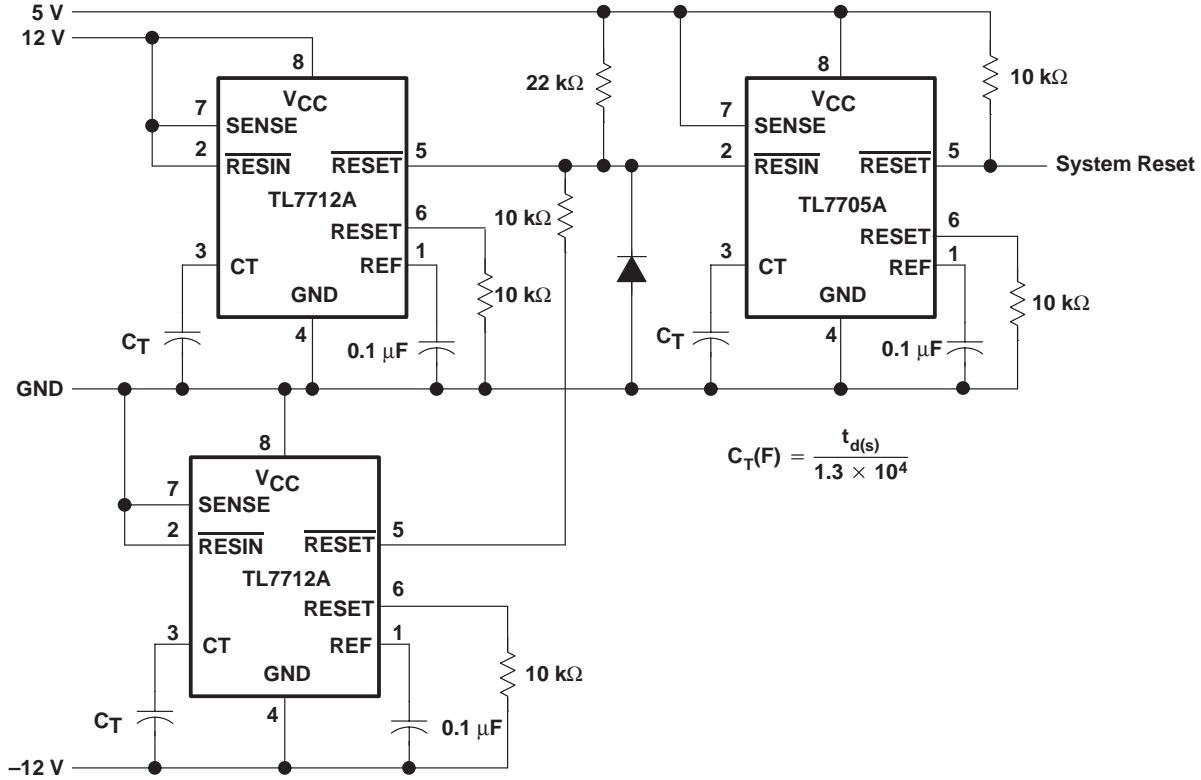 5 V
12 V
8
VCC
7
SENSE
2
RESIN
RESET
5
TL7712A
6
RESET
3
CT
REF
1
GND
4
CT
0.1 μF
10 kΩ
10 kΩ
22 kΩ
8
VCC
7
SENSE
2
RESIN
RESET
5
System Reset
10 kΩ
TL7705A
6
RESET
3
CT
REF
1
GND
4
CT
0.1 μF
10 kΩ
GND
8
VCC
7
SENSE
2
RESIN
RESET
5
TL7712A
6
RESET
3
CT
REF
1
GND
4
CT
0.1 μF
10 kΩ
–12 V
CT(F) = td(s) / 1.3 × 10⁴